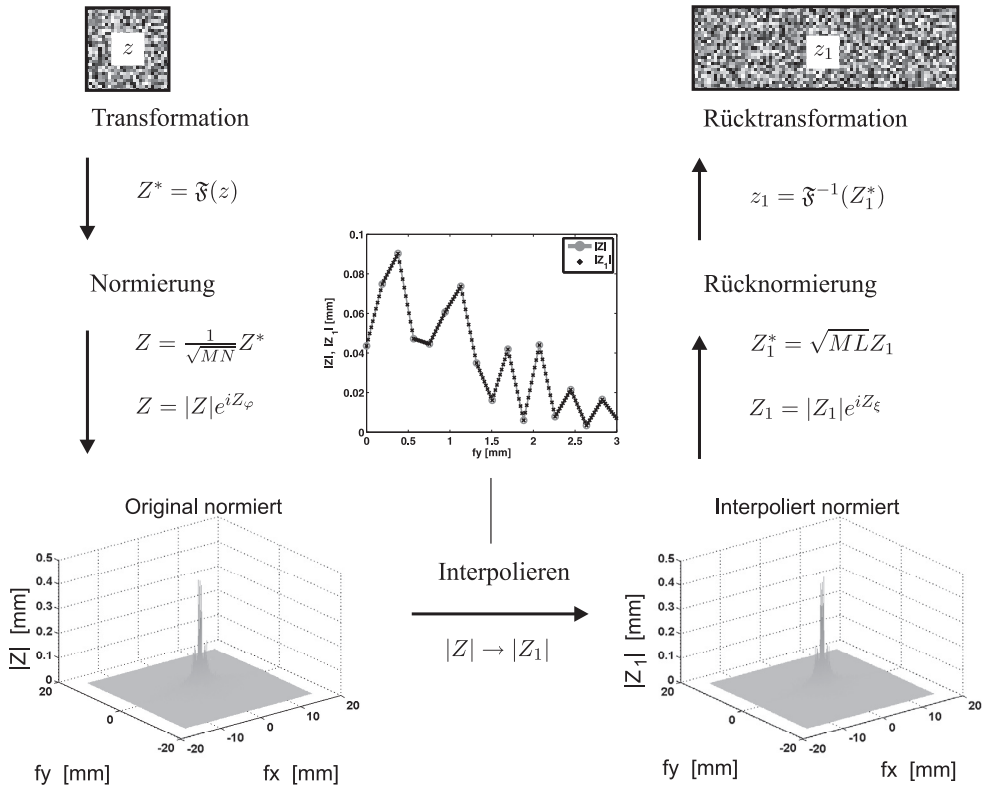 z
Transformation
Z* = 𝔉(z)
Normierung
Z = 1/√MN Z*
Z = |Z|e^{iZ_φ}
Original normiert
|Z| [mm]
0.5
0.4
0.3
0.2
0.1
0
20
0
-20
-20
-10
0
10
20
fy [mm]
fx [mm]
|Z|, |Z_1| [mm]
0.1
0.08
0.06
0.04
0.02
0
0
0.5
1
1.5
2
2.5
3
fy [mm]
|Z|
|Z_1|
Interpolieren
|Z| → |Z_1|
z_1
Rücktransformation
z_1 = 𝔉^{-1}(Z_1^*)
Rücknormierung
Z_1^* = √ML Z_1
Z_1 = |Z_1|e^{iZ_ξ}
Interpoliert normiert
|Z_1| [mm]
0.5
0.4
0.3
0.2
0.1
0
20
0
-20
-20
-10
0
10
20
fy [mm]
fx [mm]